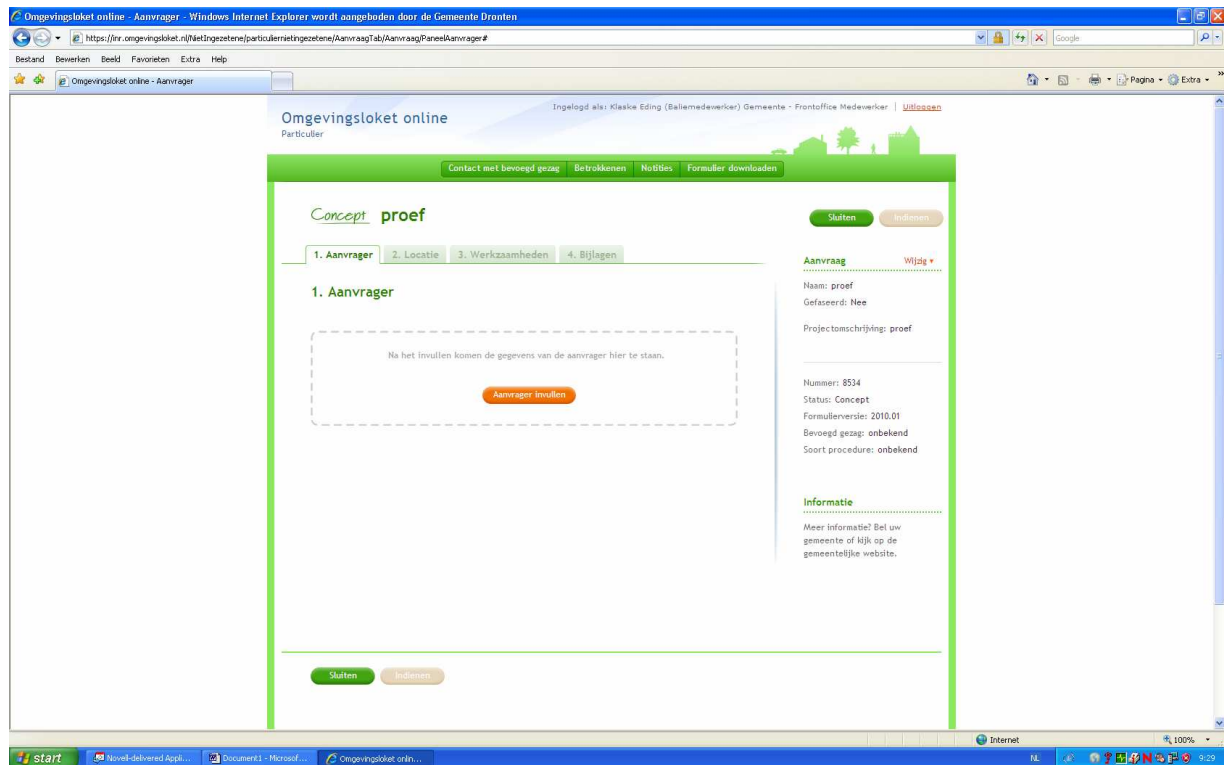 Omgevingsloket online - Aanvrager - Windows Internet Explorer wordt aangeboden door de Gemeente Dronten
https://inr.omgevingsloket.nl/NietIngezetene/particuliernietingezetene/AanvraagTab/Aanvraag/PaneelAanvrager#
Google
Bestand Bewerken Beeld Favorieten Extra Help
Omgevingsloket online - Aanvrager
Pagina Extra
Ingelogd als: Klaske Eding (Baliemedewerker) Gemeente - Frontoffice Medewerker | Uitloggen
Omgevingsloket online
Particulier
Contact met bevoegd gezag Betrokkenen Notities Formulier downloaden
Concept proef
Sluiten Indienen
1. Aanvrager 2. Locatie 3. Werkzaamheden 4. Bijlagen
1. Aanvrager
Na het invullen komen de gegevens van de aanvrager hier te staan.
Aanvrager invullen
Aanvraag Wijzig
Naam: proef
Gefaseerd: Nee
Projectomschrijving: proef
Nummer: 8534
Status: Concept
Formulierversie: 2010.01
Bevoegd gezag: onbekend
Soort procedure: onbekend
Informatie
Meer informatie? Bel uw
gemeente of kijk op de
gemeentelijke website.
Sluiten Indienen
Internet 100%
start Novell-delivered Appli... Document1 - Microsof... Omgevingsloket onlin... NL 9:29